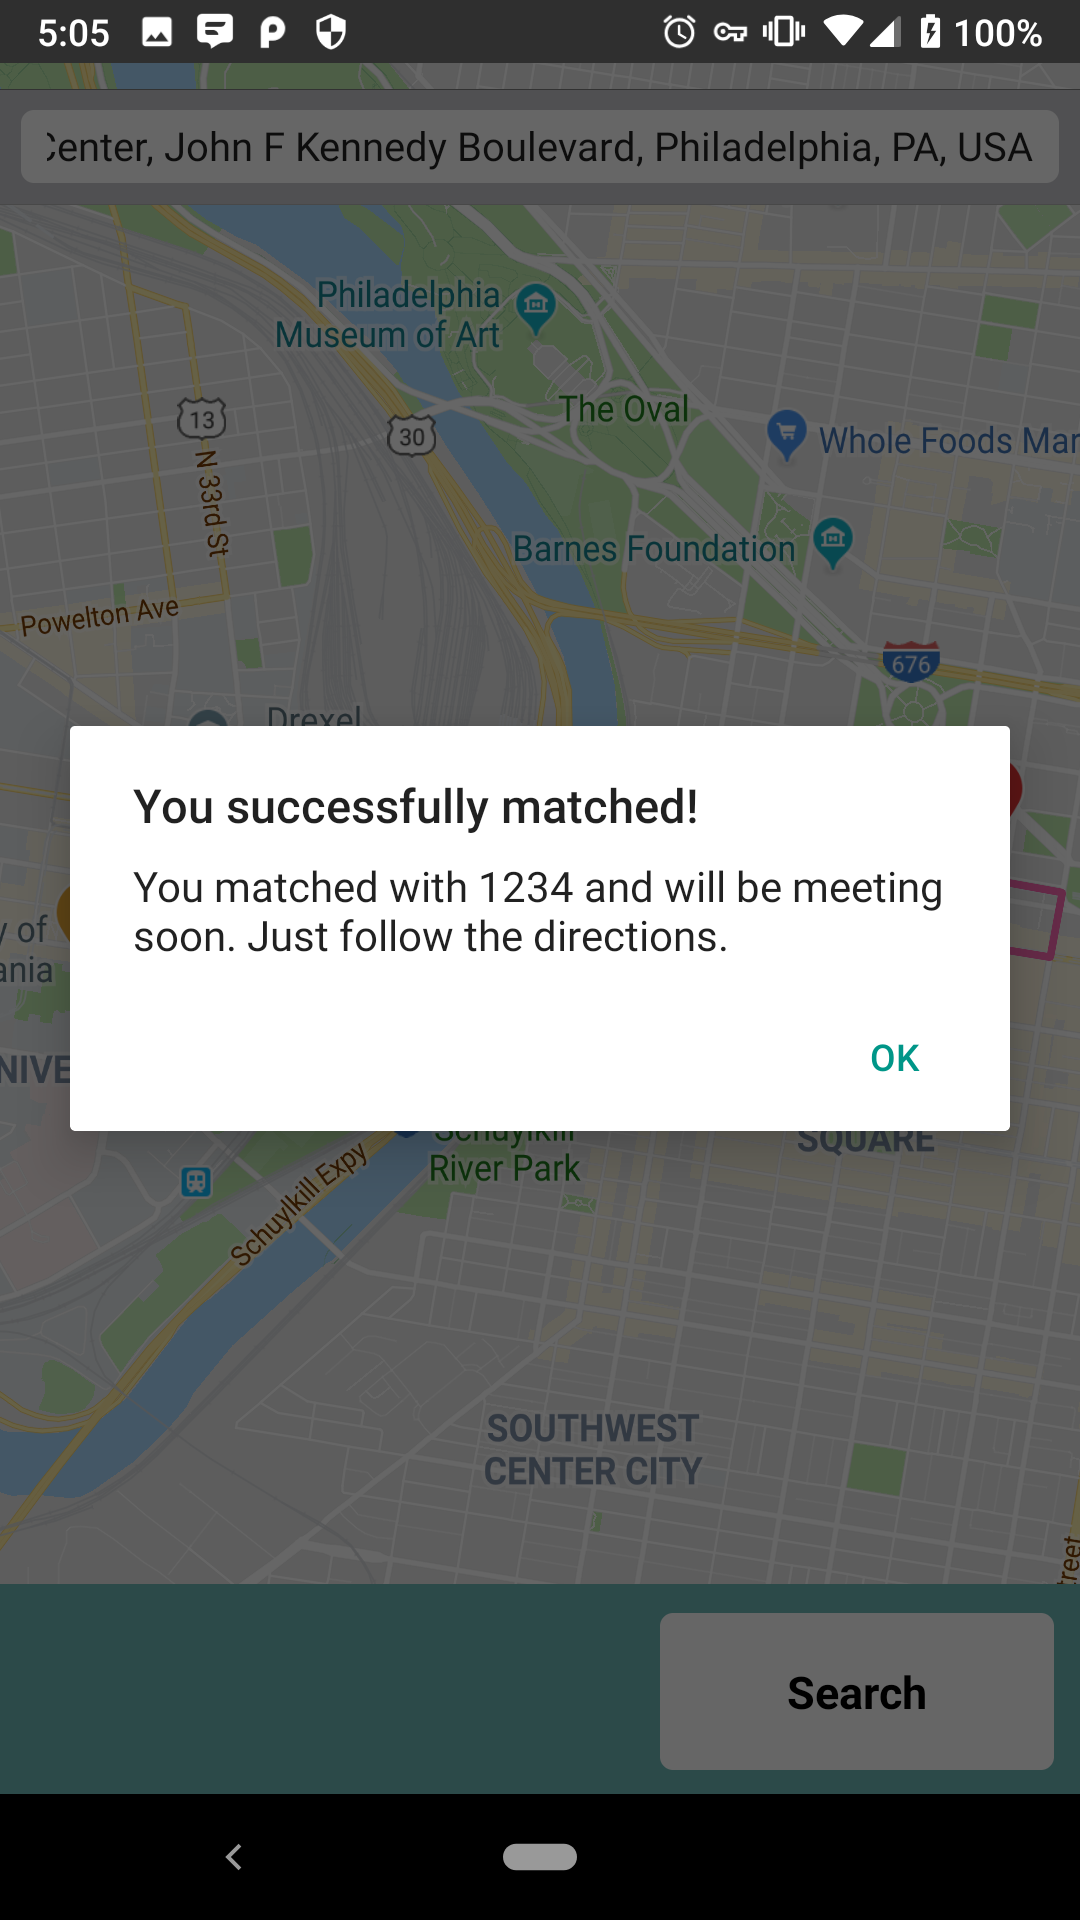 5:05
100%
Center, John F Kennedy Boulevard, Philadelphia, PA, USA
Philadelphia
Museum of Art
The Oval
13
30
Whole Foods Mar
N 33rd St
Barnes Foundation
Powelton Ave
676
Drexel
You successfully matched!
You matched with 1234 and will be meeting
soon. Just follow the directions.
y of
ania
OK
NIVE
Schuylkill
River Park
SQUARE
Schuylkill Expy
SOUTHWEST
CENTER CITY
treet
Search